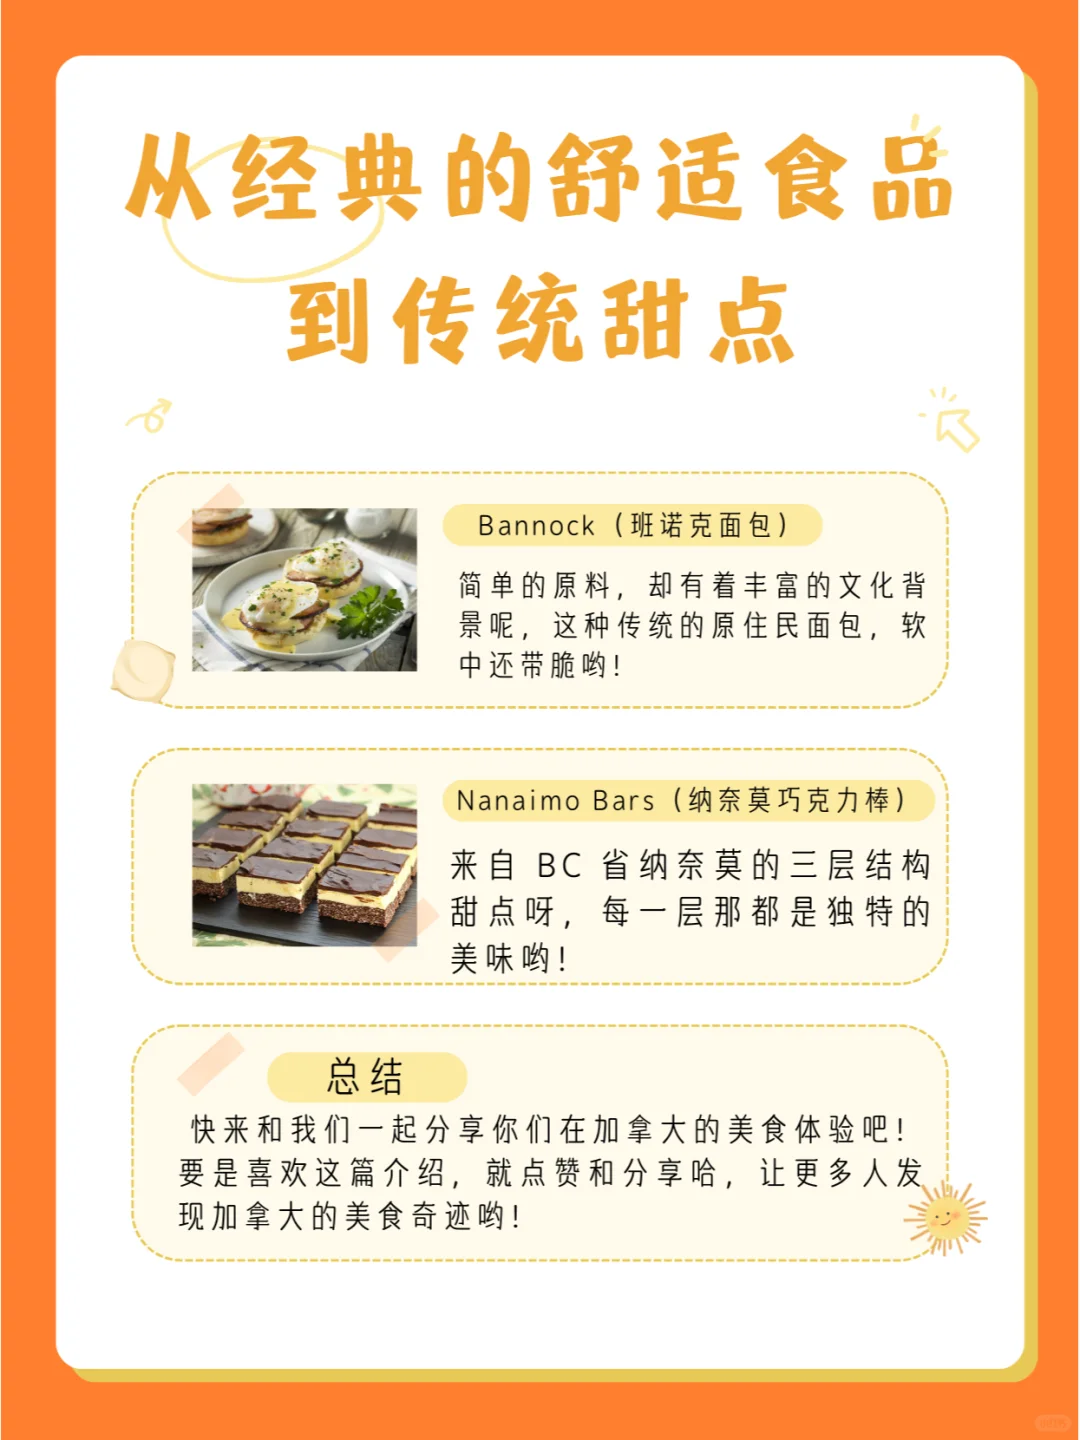 从经典的舒适食品
到传统甜点
Bannock（班诺克面包）
简单的原料，却有着丰富的文化背
景呢，这种传统的原住民面包，软
中还带脆哟！
Nanaimo Bars（纳奈莫巧克力棒）
来自 BC 省纳奈莫的三层结构
甜点呀，每一层那都是独特的
美味哟！
总结
快来和我们一起分享你们在加拿大的美食体验吧！
要是喜欢这篇介绍，就点赞和分享哈，让更多人发
现加拿大的美食奇迹哟！